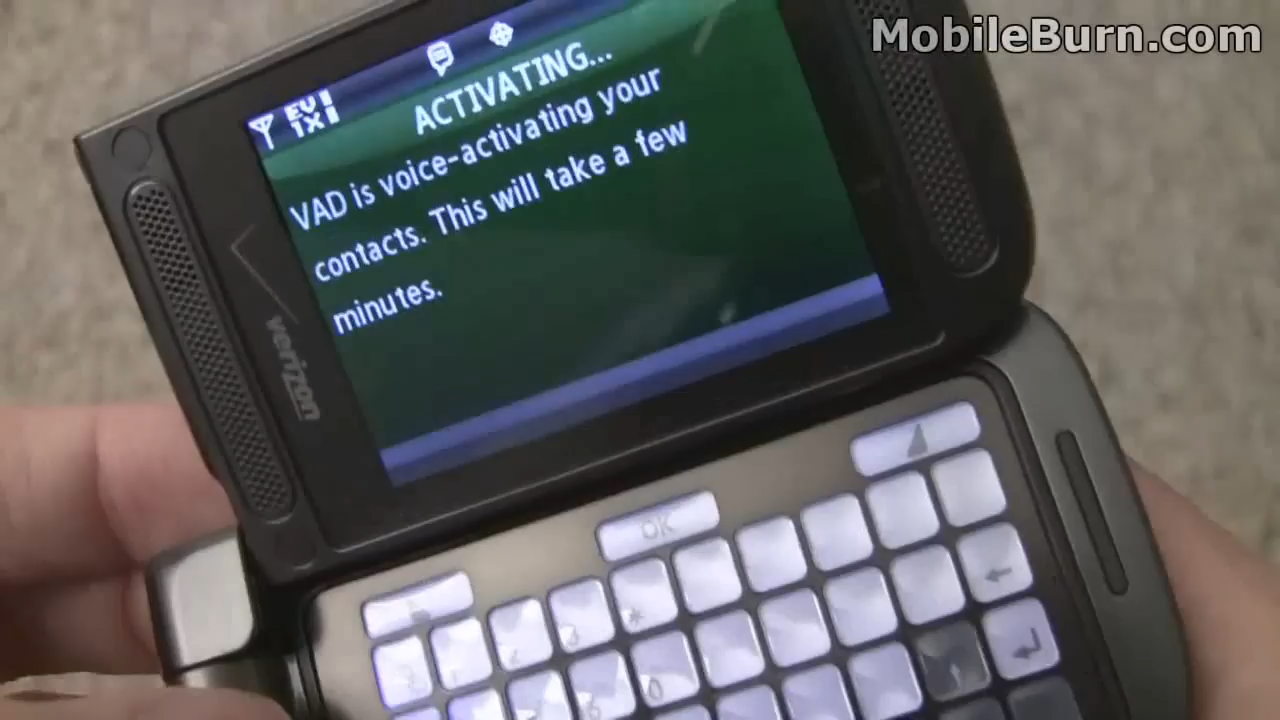 MobileBurn.com
EV
1X
ACTIVATING...
VAD is voice-activating your
contacts. This will take a few
minutes.
verizon
OK